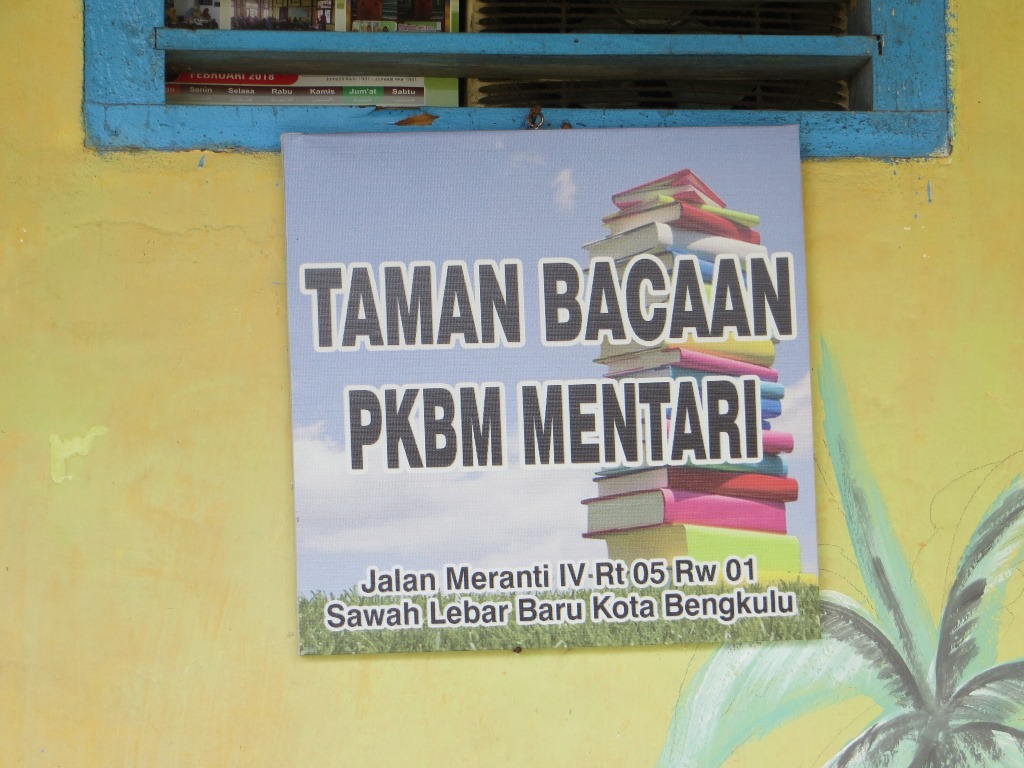 FEBRUARI 2018
Senin Selasa Rabu Kamis Jum'at Sabtu
TAMAN BACAAN
PKBM MENTARI
Jalan Meranti IV Rt 05 Rw 01
Sawah Lebar Baru Kota Bengkulu